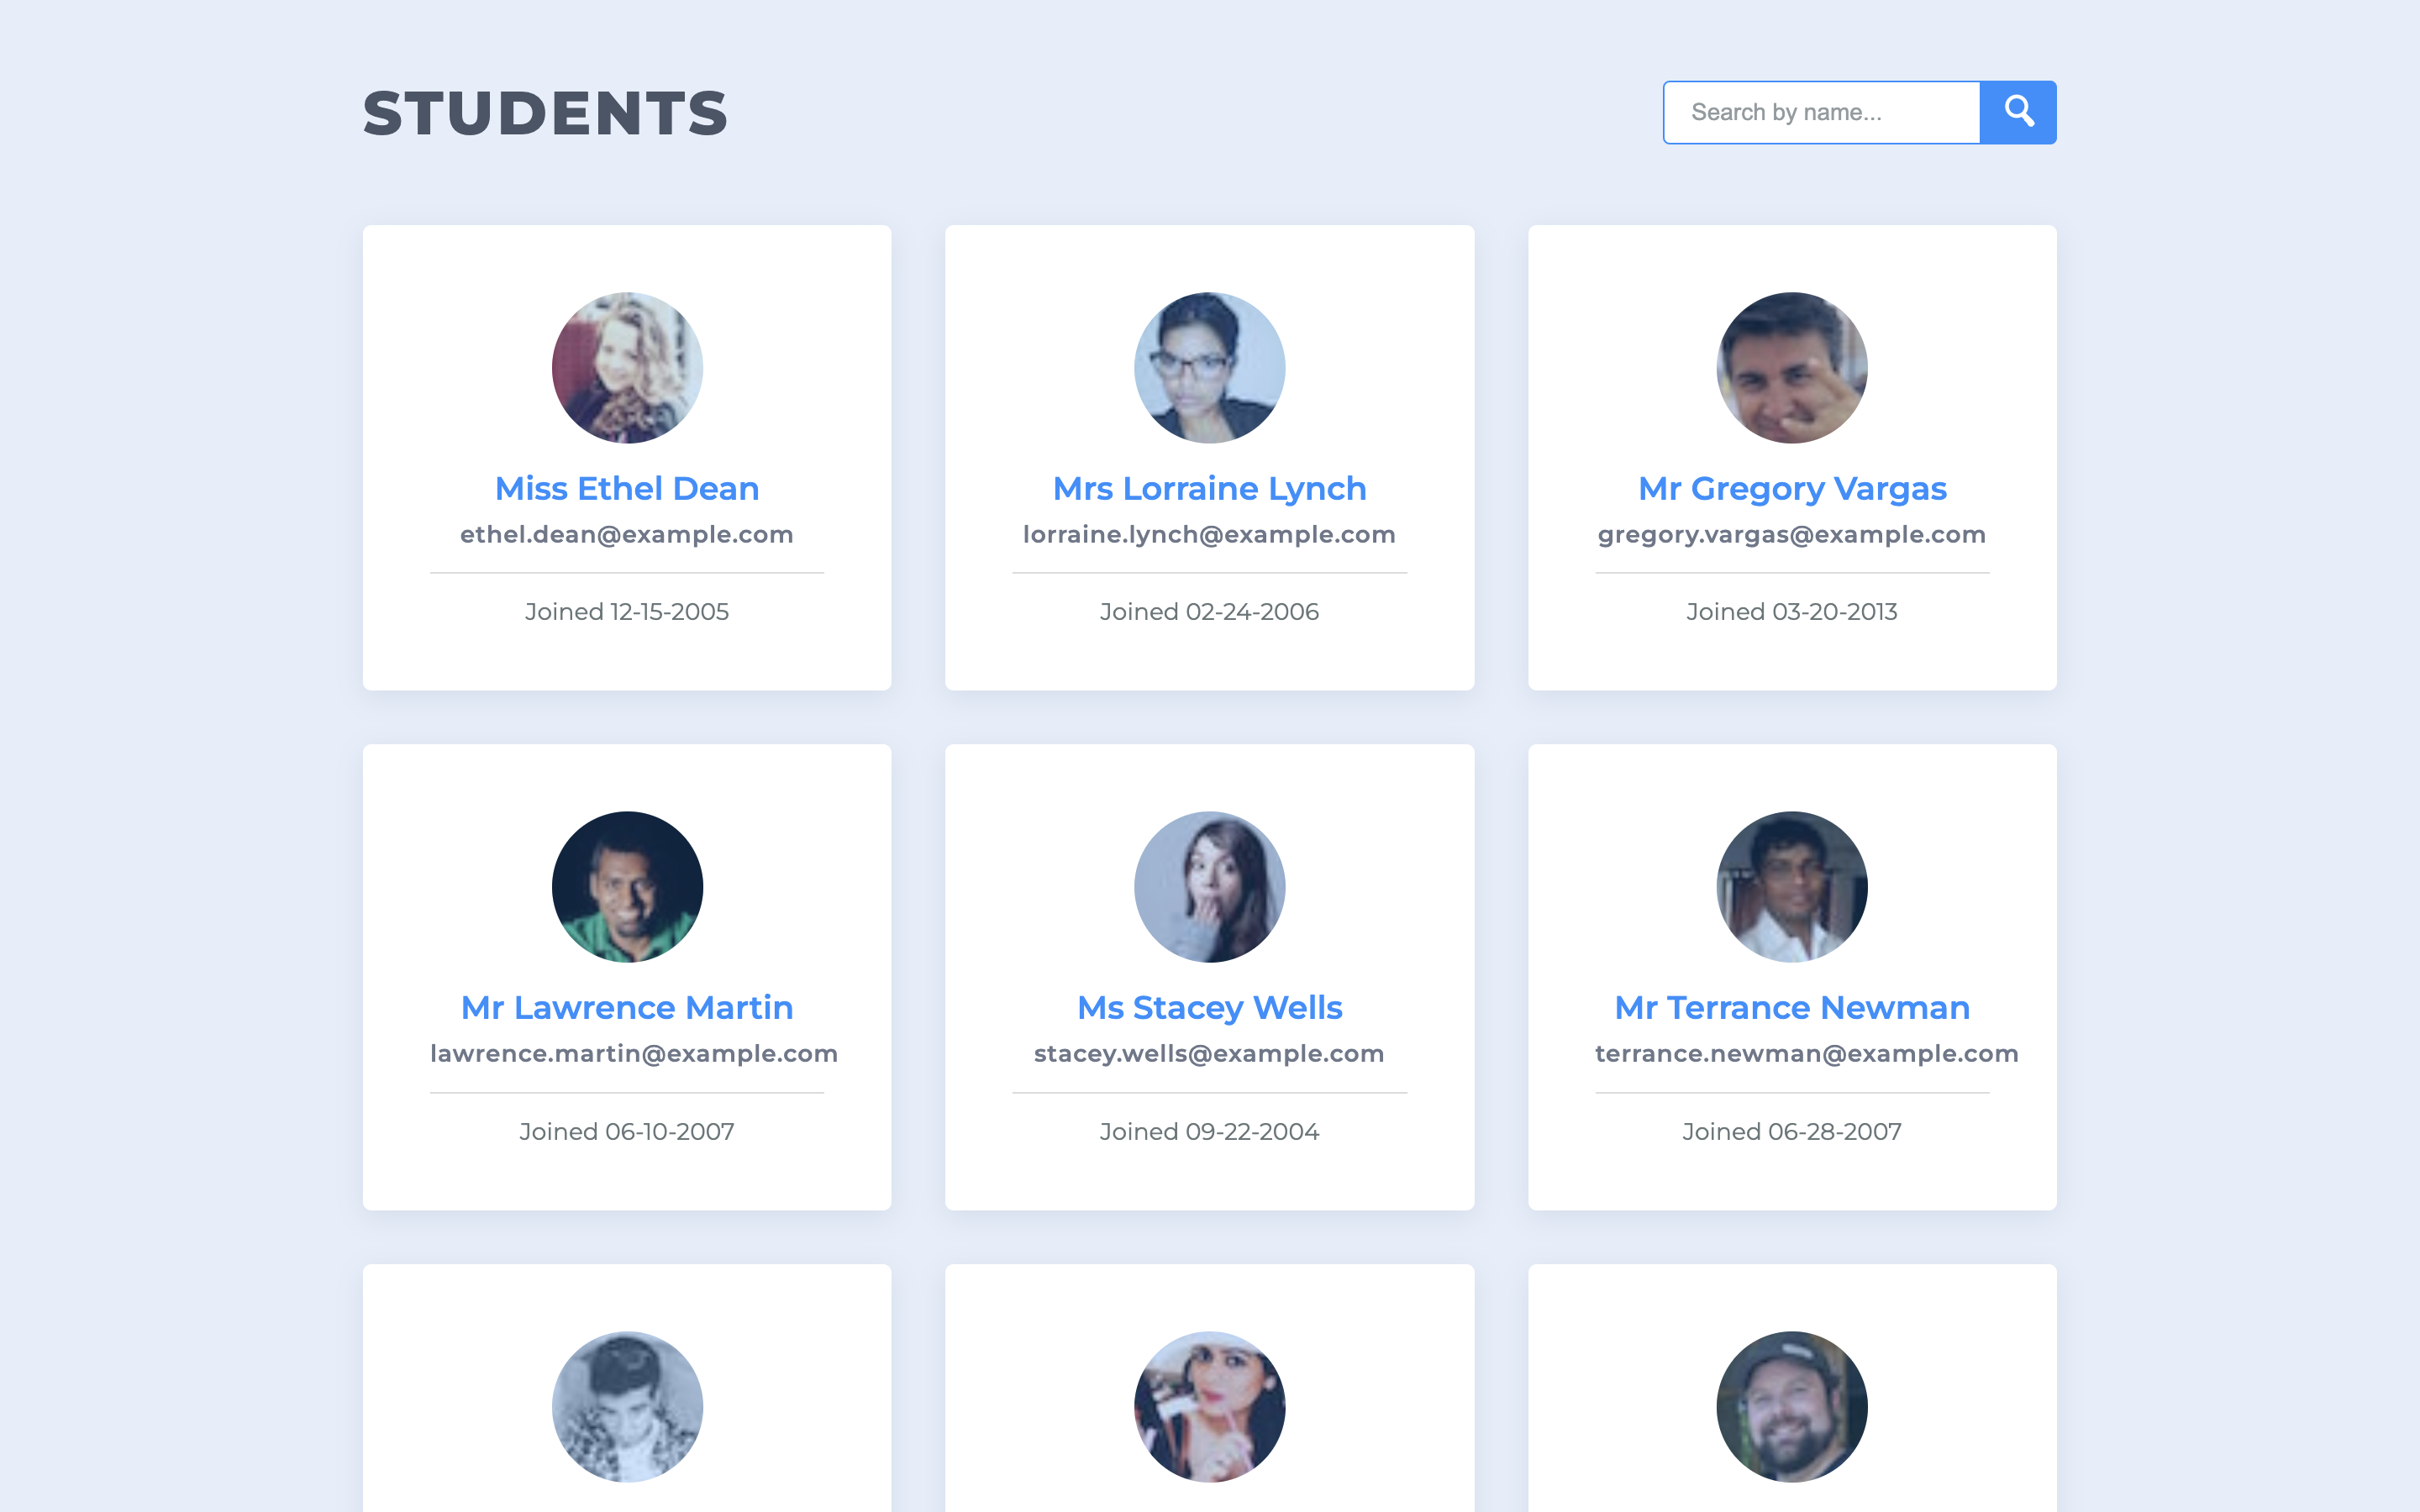 STUDENTS
Search by name...
Miss Ethel Dean
ethel.dean@example.com
Joined 12-15-2005
Mrs Lorraine Lynch
lorraine.lynch@example.com
Joined 02-24-2006
Mr Gregory Vargas
gregory.vargas@example.com
Joined 03-20-2013
Mr Lawrence Martin
lawrence.martin@example.com
Joined 06-10-2007
Ms Stacey Wells
stacey.wells@example.com
Joined 09-22-2004
Mr Terrance Newman
terrance.newman@example.com
Joined 06-28-2007